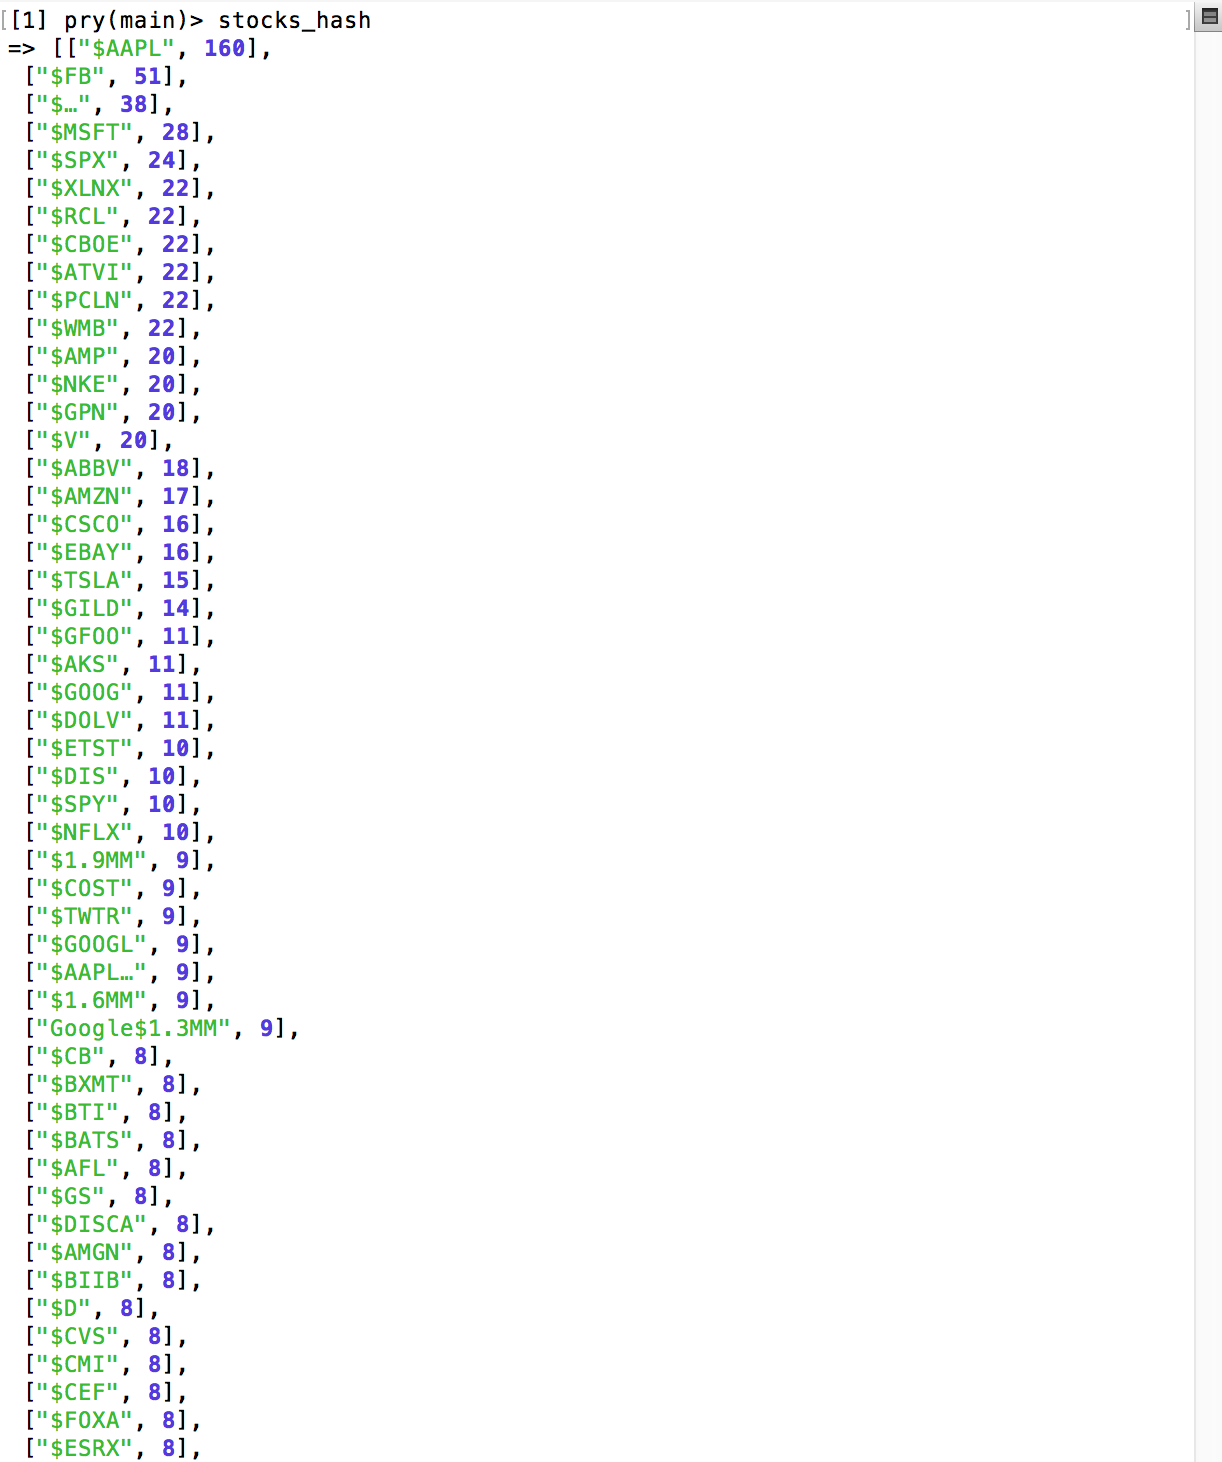 [[1] pry(main)> stocks_hash ]
=> [["$AAPL", 160],
["$FB", 51],
["$…", 38],
["$MSFT", 28],
["$SPX", 24],
["$XLNX", 22],
["$RCL", 22],
["$CBOE", 22],
["$ATVI", 22],
["$PCLN", 22],
["$WMB", 22],
["$AMP", 20],
["$NKE", 20],
["$GPN", 20],
["$V", 20],
["$ABBV", 18],
["$AMZN", 17],
["$CSCO", 16],
["$EBAY", 16],
["$TSLA", 15],
["$GILD", 14],
["$GFOO", 11],
["$AKS", 11],
["$GOOG", 11],
["$DOLV", 11],
["$ETST", 10],
["$DIS", 10],
["$SPY", 10],
["$NFLX", 10],
["$1.9MM", 9],
["$COST", 9],
["$TWTR", 9],
["$GOOGL", 9],
["$AAPL…", 9],
["$1.6MM", 9],
["Google$1.3MM", 9],
["$CB", 8],
["$BXMT", 8],
["$BTI", 8],
["$BATS", 8],
["$AFL", 8],
["$GS", 8],
["$DISCA", 8],
["$AMGN", 8],
["$BIIB", 8],
["$D", 8],
["$CVS", 8],
["$CMI", 8],
["$CEF", 8],
["$FOXA", 8],
["$ESRX", 8],